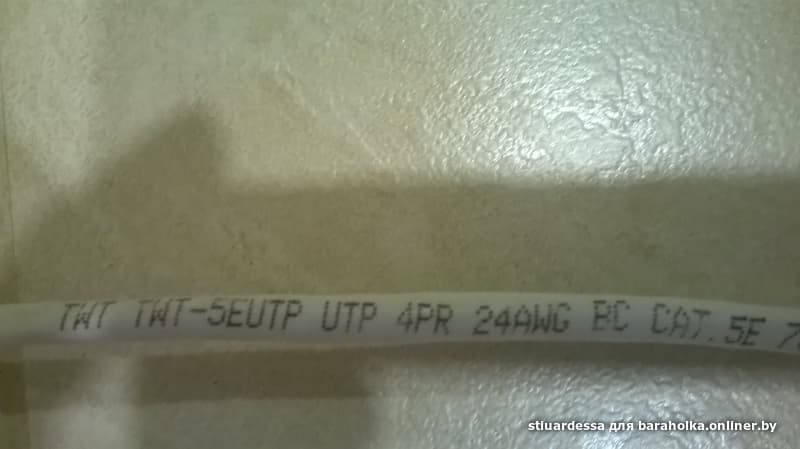 TWT TWT-5EUTP UTP 4PR 24AWG BC CAT.5E
stiuardessa для baraholka.onliner.by